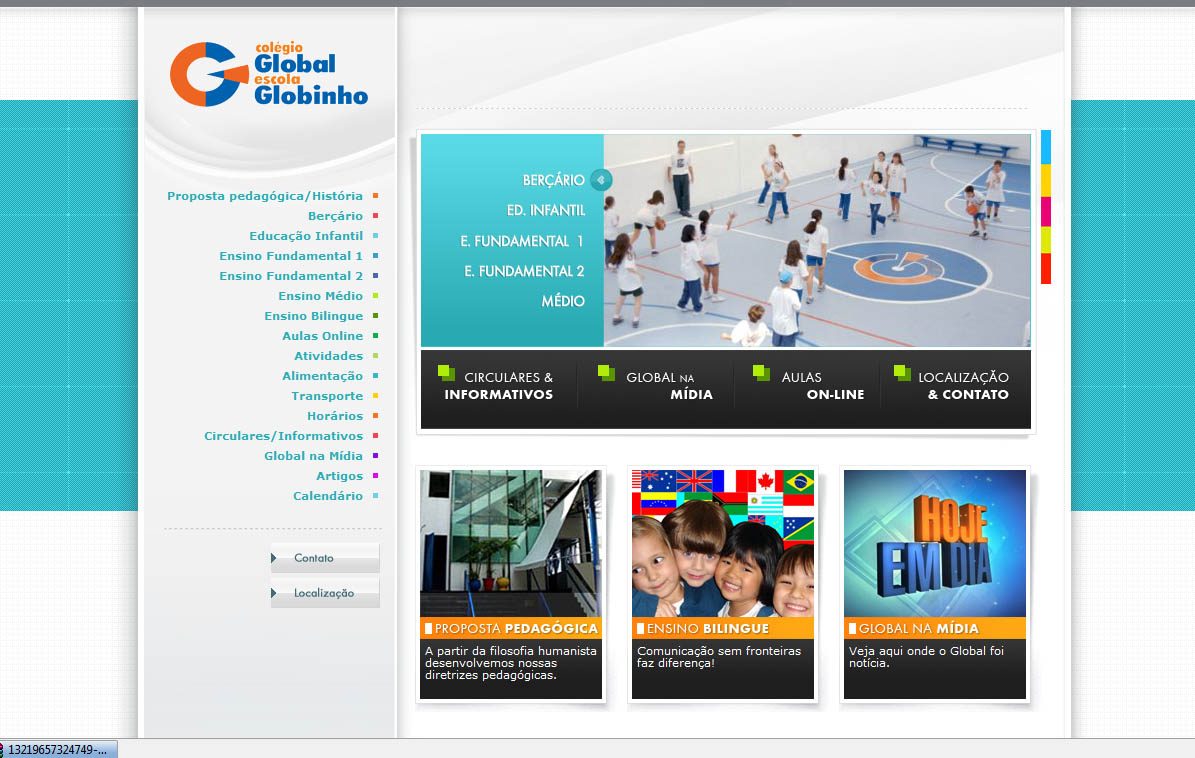 colégio
Global
escola
Globinho
Proposta pedagógica/História
Berçário
Educação Infantil
Ensino Fundamental 1
Ensino Fundamental 2
Ensino Médio
Ensino Bilingue
Aulas Online
Atividades
Alimentação
Transporte
Horários
Circulares/Informativos
Global na Mídia
Artigos
Calendário
Contato
Localização
BERÇÁRIO
ED. INFANTIL
E. FUNDAMENTAL 1
E. FUNDAMENTAL 2
MÉDIO
CIRCULARES &
INFORMATIVOS
GLOBAL NA
MÍDIA
AULAS
ON-LINE
LOCALIZAÇÃO
& CONTATO
PROPOSTA PEDAGÓGICA
A partir da filosofia humanista
desenvolvemos nossas
diretrizes pedagógicas.
ENSINO BILINGUE
Comunicação sem fronteiras
faz diferença!
HOJE
EM DIA
GLOBAL NA MÍDIA
Veja aqui onde o Global foi
notícia.
13219657324749-...